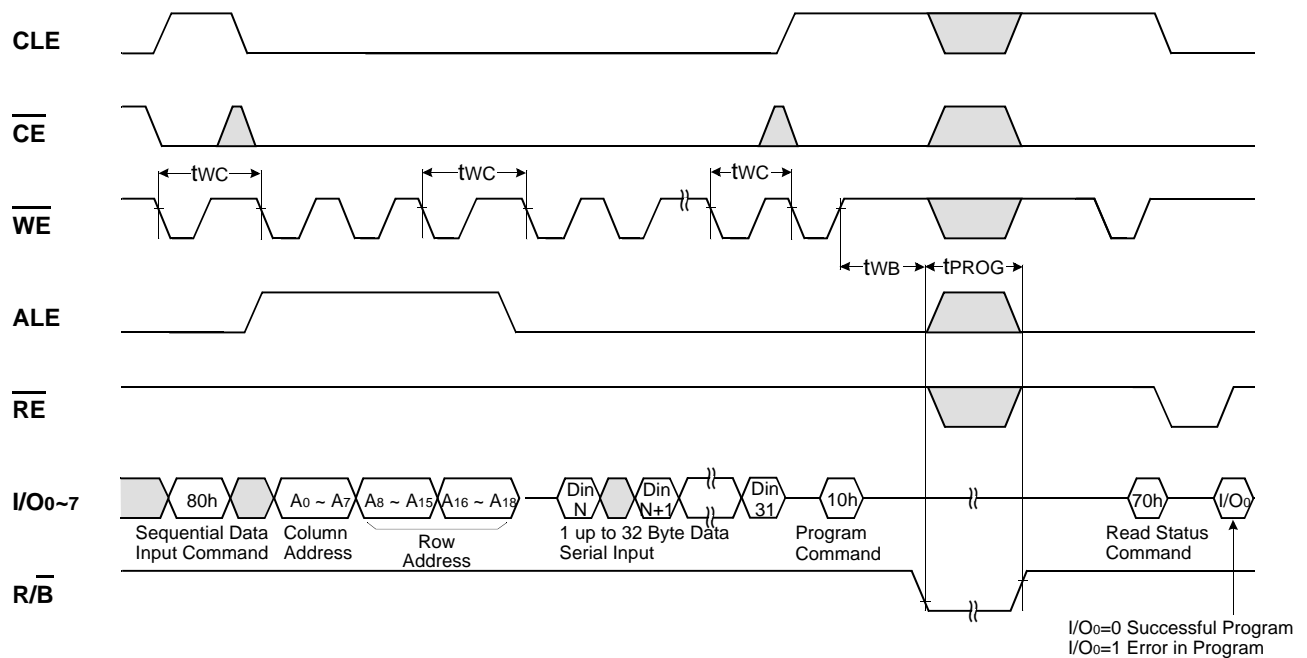 CLE
CE
tWC
tWC
tWC
WE
tWB
tPROG
ALE
RE
I/O0~7
80h
A0 ~ A7
A8 ~ A15
A16 ~ A18
Din N
Din N+1
Din 31
10h
70h
I/O0
Sequential Data Input Command
Column Address
Row Address
1 up to 32 Byte Data Serial Input
Program Command
Read Status Command
R/B
I/O0=0 Successful Program
I/O0=1 Error in Program